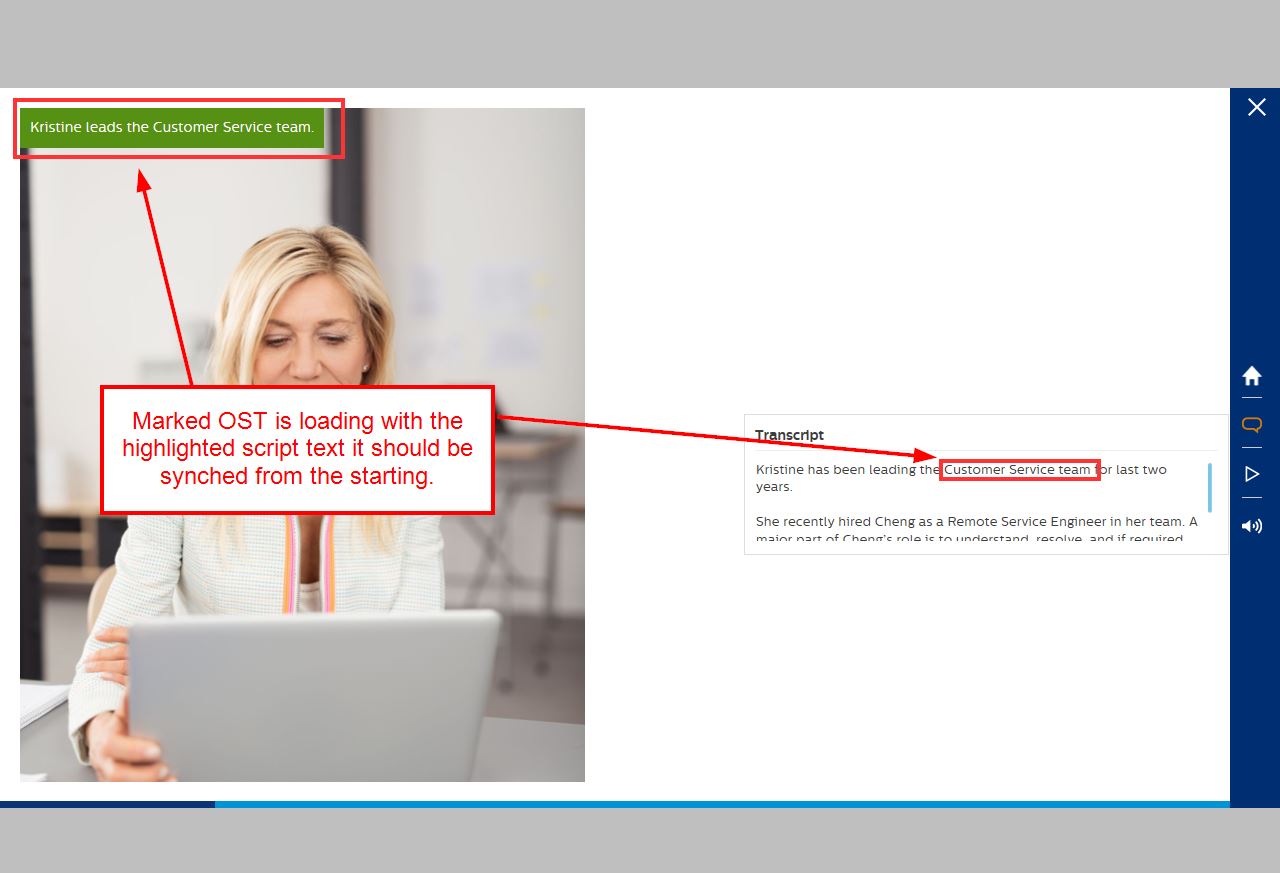 Kristine leads the Customer Service team.
Marked OST is loading with the
highlighted script text it should be
synched from the starting.
Transcript
Kristine has been leading the Customer Service team for last two
years.
She recently hired Cheng as a Remote Service Engineer in her team. A
major part of Cheng's role is to understand, resolve, and if required